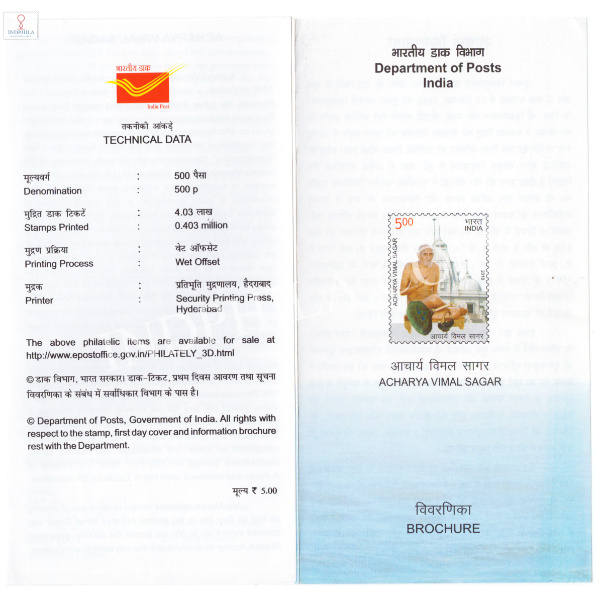 INDPHILA
भारतीय डाक
India Post
तकनीकी आंकड़े
TECHNICAL DATA
मूल्यवर्ग : 500 पैसा
Denomination : 500 p
मुद्रित डाक टिकटें : 4.03 लाख
Stamps Printed : 0.403 million
मुद्रण प्रक्रिया : वेट ऑफसेट
Printing Process : Wet Offset
मुद्रक : प्रतिभूति मुद्रणालय, हैदराबाद
Printer : Security Printing Press,
Hyderabad
The above philatelic items are available for sale at
http://www.epostoffice.gov.in/PHILATELY_3D.html
© डाक विभाग, भारत सरकार। डाक-टिकट, प्रथम दिवस आवरण तथा सूचना
विवरणिका के संबंध में सर्वाधिकार विभाग के पास है।
© Department of Posts, Government of India. All rights with
respect to the stamp, first day cover and information brochure
rest with the Department.
मूल्य ₹ 5.00
भारतीय डाक विभाग
Department of Posts
India
5.00
भारत
INDIA
ACHARYA VIMAL SAGAR
आचार्य विमल सागर
आचार्य विमल सागर
ACHARYA VIMAL SAGAR
विवरणिका
BROCHURE